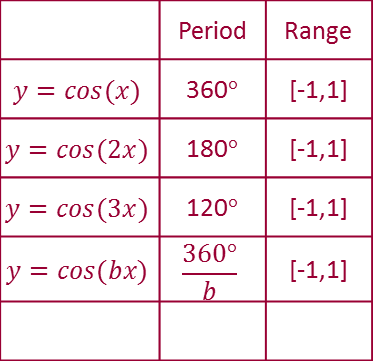 Period Range
y = cos(x) 360° [-1,1]
y = cos(2x) 180° [-1,1]
y = cos(3x) 120° [-1,1]
y = cos(bx) 360°/b [-1,1]